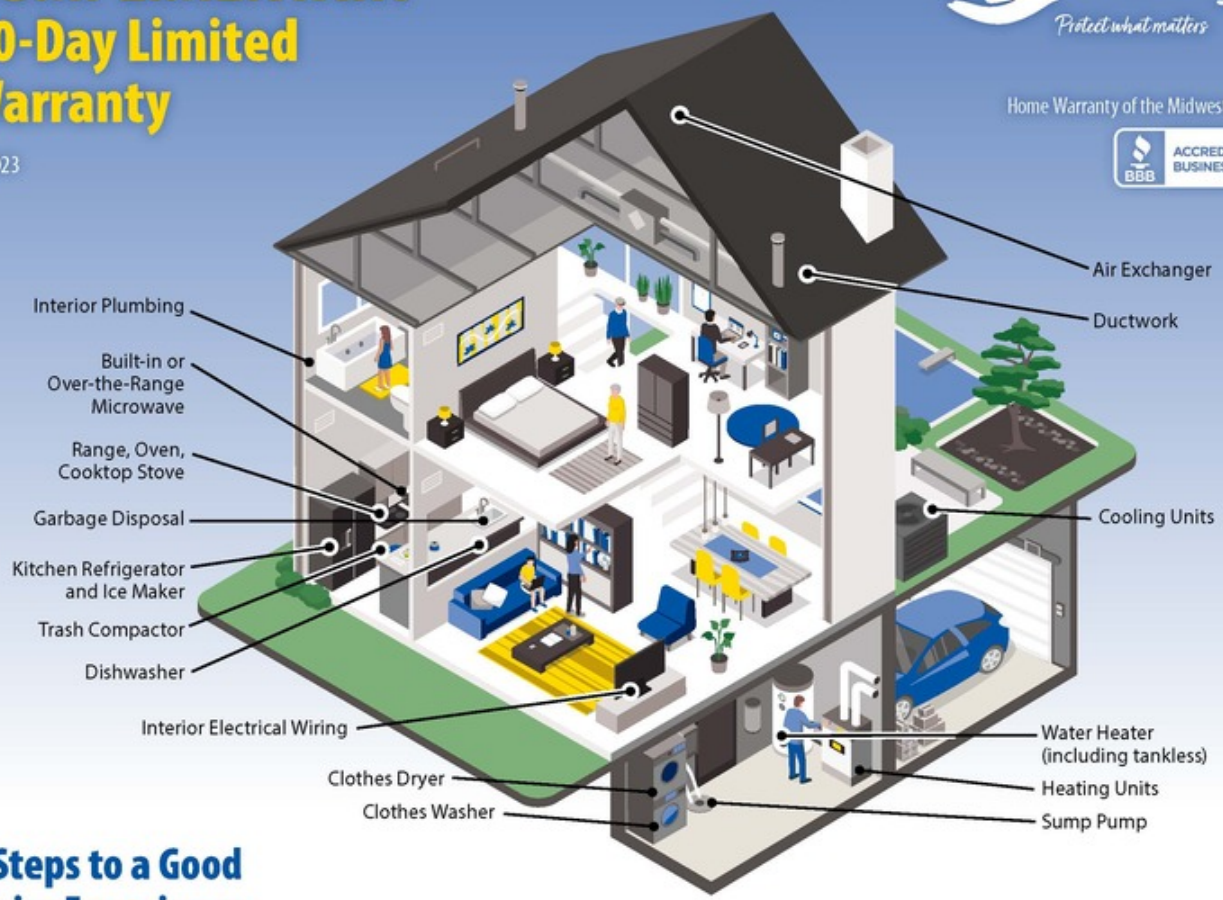 0-Day Limited
Warranty
Protect what matters
Home Warranty of the Midwes
BBB
ACCRED
BUSINES
Interior Plumbing
Built-in or
Over-the-Range
Microwave
Range, Oven,
Cooktop Stove
Garbage Disposal
Kitchen Refrigerator
and Ice Maker
Trash Compactor
Dishwasher
Interior Electrical Wiring
Clothes Dryer
Clothes Washer
Air Exchanger
Ductwork
Cooling Units
Water Heater
(including tankless)
Heating Units
Sump Pump
Steps to a Good